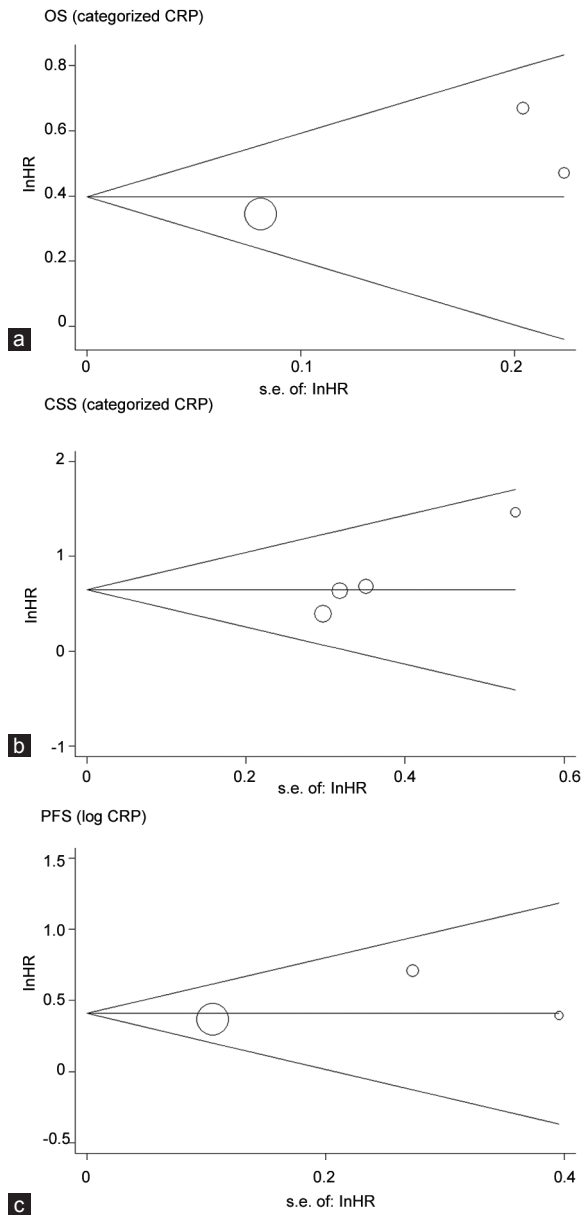 OS (categorized CRP)
0.8
0.6
lnHR
0.4
0.2
0
a
0
0.1
0.2
s.e. of: lnHR
CSS (categorized CRP)
2
1
lnHR
0
-1
b
0
0.2
0.4
0.6
s.e. of: lnHR
PFS (log CRP)
1.5
1.0
lnHR
0.5
0
-0.5
c
0
0.2
0.4
s.e. of: lnHR